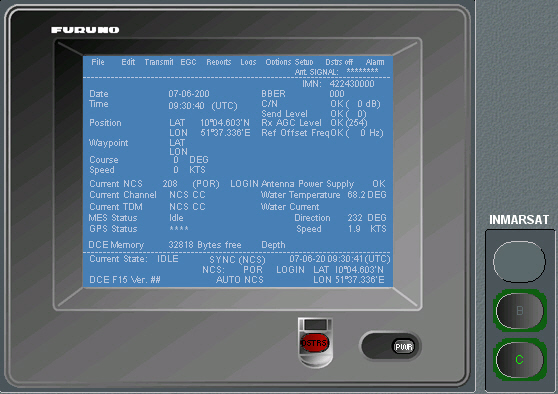 FURUNO
File Edit Transmit EGC Reports Logs Options Setup Dstrs off Alarm
Ant. SIGNAL: ********
IMN: 422430000
Date 07-06-200 BBER 000
Time 09:30:40 (UTC) C/N OK ( 0 dB)
Send Level OK ( 0)
Position LAT 10°04.603'N Rx AGC Level OK (254)
LON 51°37.336'E Ref Offset Freq OK ( 0 Hz)
Waypoint LAT
LON
Course 0 DEG
Speed 0 KTS
Current NCS 208 (POR) LOGIN Antenna Power Supply OK
Current Channel NCS CC Water Temperature 68.2 DEG
Current TDM NCS CC Water Current
MES Status Idle Direction 232 DEG
GPS Status **** Speed 1.9 KTS
DCE Memory 32818 Bytes free Depth
Current State: IDLE SYNC (NCS) 07-06-20 09:30:41 (UTC)
NCS: POR LOGIN LAT 10°04.603'N
DCE F15 Ver. ## AUTO NCS LON 51°37.336'E
INMARSAT
B
C
DSTRS
PWR